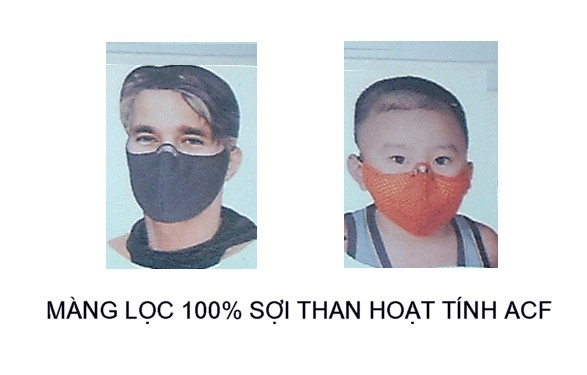 MÀNG LỌC 100% SỢI THAN HOẠT TÍNH ACF